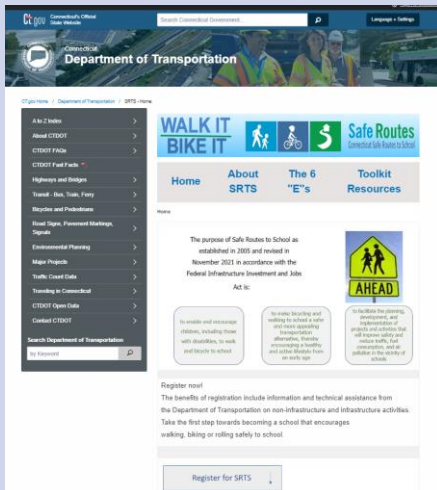 Ct.gov Connecticut's Official
State Website
Search Connecticut Government...
Language + Settings
Connecticut
Department of Transportation
CT.gov Home / Department of Transportation / SRTS - Home
A to Z Index
About CTDOT
CTDOT FAQs
CTDOT Fast Facts
Highways and Bridges
Transit - Bus, Train, Ferry
Bicycles and Pedestrians
Road Signs, Pavement Markings,
Signals
Environmental Planning
Major Projects
Traffic Count Data
Traveling in Connecticut
CTDOT Open Data
Contact CTDOT
Search Department of Transportation
by Keyword
WALK IT
BIKE IT
Safe Routes
Connecticut Safe Routes to School
Home
About
SRTS
The 6
"E"s
Toolkit
Resources
Home
The purpose of Safe Routes to School as
established in 2005 and revised in
November 2021 in accordance with the
Federal Infrastructure Investment and Jobs
Act is:
AHEAD
to enable and encourage
children, including those
with disabilities, to walk
and bicycle to school
to make bicycling and
walking to school a safer
and more appealing
transportation
alternative, thereby
encouraging a healthy
and active lifestyle from
an early age
to facilitate the planning,
development, and
implementation of
projects and activities that
will improve safety and
reduce traffic, fuel
consumption, and air
pollution in the vicinity of
schools
Register now!
The benefits of registration include information and technical assistance from
the Department of Transportation on non-infrastructure and infrastructure activities.
Take the first step towards becoming a school that encourages
walking, biking or rolling safely to school.
Register for SRTS